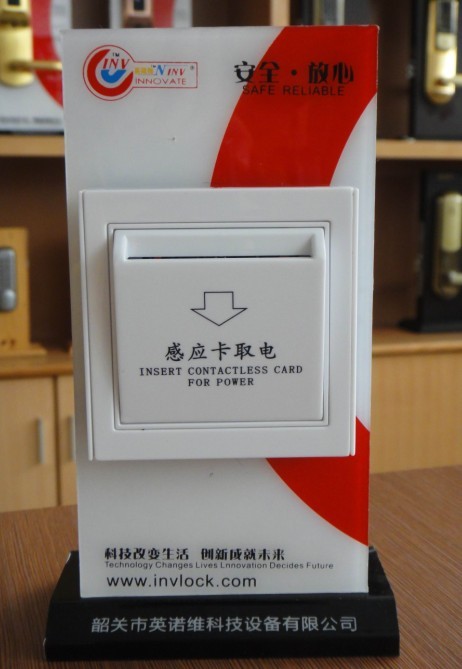 INV
N INV
INNOVATE
安全·放心
SAFE RELIABLE
感应卡取电
INSERT CONTACTLESS CARD
FOR POWER
科技改变生活 创新成就未来
Technology Changes Lives Lnnovation Decides Future
www.invlock.com
韶关市英诺维科技设备有限公司